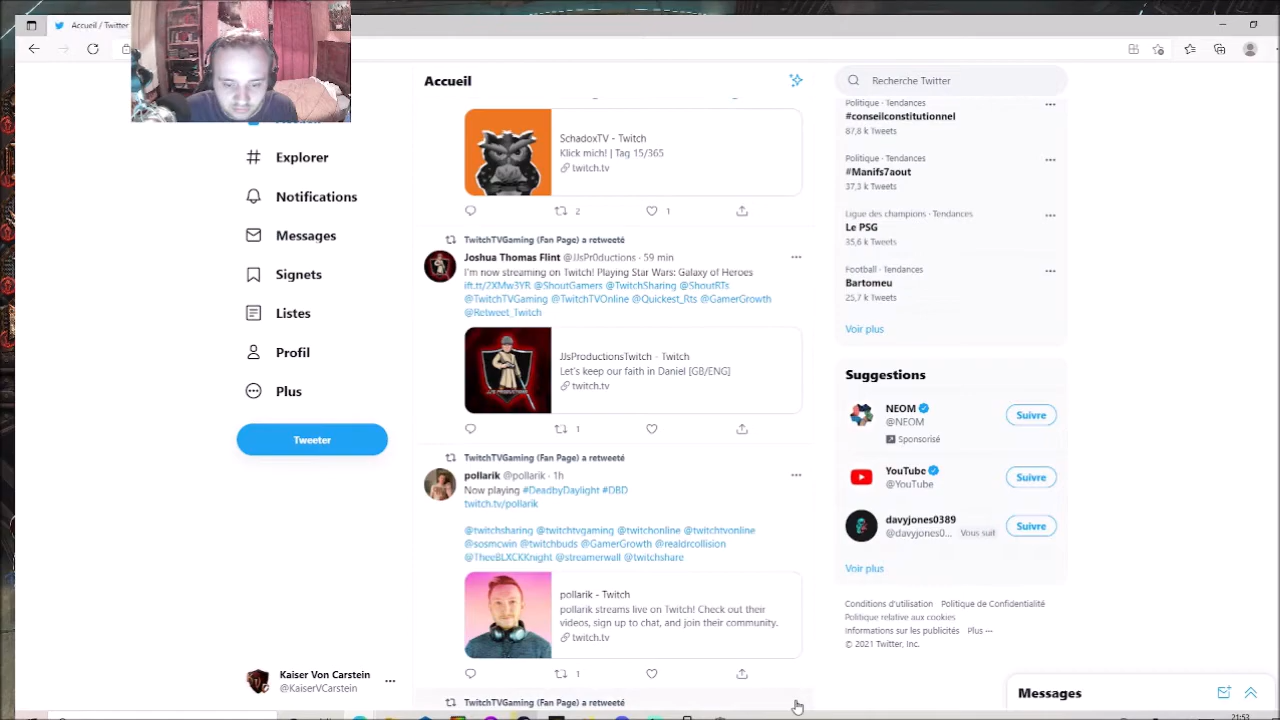 Accueil / Twitter
Accueil
Recherche Twitter
Explorer
Notifications
Messages
Signets
Listes
Profil
Plus
Tweeter
Kaiser Von Carstein
@KaiserVCarstein
SchadoxTV - Twitch
Klick mich! | Tag 15/365
twitch.tv
2
1
TwitchTVGaming (Fan Page) a retweeté
Joshua Thomas Flint @JJsPr0ductions · 59 min
I'm now streaming on Twitch! Playing Star Wars: Galaxy of Heroes
ift.tt/2XMw3YR @ShoutGamers @TwitchSharing @ShoutRTs
@TwitchTVGaming @TwitchTVOnline @Quickest_Rts @GamerGrowth
@Retweet_Twitch
JJsProductionsTwitch - Twitch
Let's keep our faith in Daniel [GB/ENG]
twitch.tv
1
TwitchTVGaming (Fan Page) a retweeté
pollarik @pollarik · 1h
Now playing #DeadbyDaylight #DBD
twitch.tv/pollarik
@twitchsharing @twitchtvgaming @twitchonline @twitchtvonline
@sosmcwin @twitchbuds @GamerGrowth @realdrcollision
@TheeBLXCKKnight @streamerwall @twitchshare
pollarik - Twitch
pollarik streams live on Twitch! Check out their
videos, sign up to chat, and join their community.
twitch.tv
1
TwitchTVGaming (Fan Page) a retweeté
Politique · Tendances
#conseilconstitutionnel
87,8 k Tweets
Politique · Tendances
#Manifs7aout
37,3 k Tweets
Ligue des champions · Tendances
Le PSG
35,6 k Tweets
Football · Tendances
Bartomeu
25,7 k Tweets
Voir plus
Suggestions
NEOM
@NEOM
Suivre
Sponsorisé
YouTube
@YouTube
Suivre
davyjones0389
@davyjones0... Vous suit
Suivre
Voir plus
Conditions d'utilisation Politique de Confidentialité
Politique relative aux cookies
Informations sur les publicités Plus ···
© 2021 Twitter, Inc.
Messages
21:53